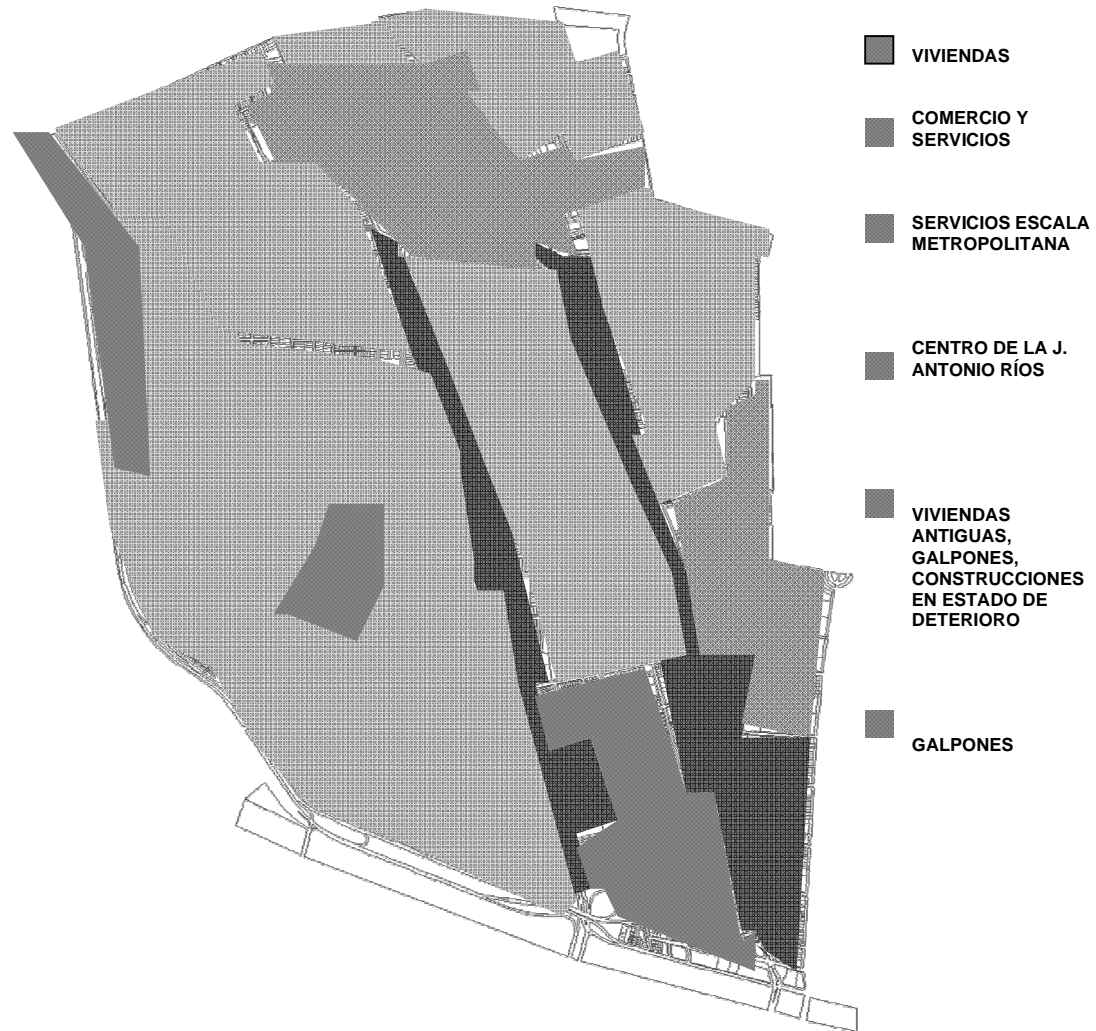 VIVIENDAS
COMERCIO Y
SERVICIOS
SERVICIOS ESCALA
METROPOLITANA
CENTRO DE LA J.
ANTONIO RÍOS
VIVIENDAS
ANTIGUAS,
GALPONES,
CONSTRUCCIONES
EN ESTADO DE
DETERIORO
GALPONES